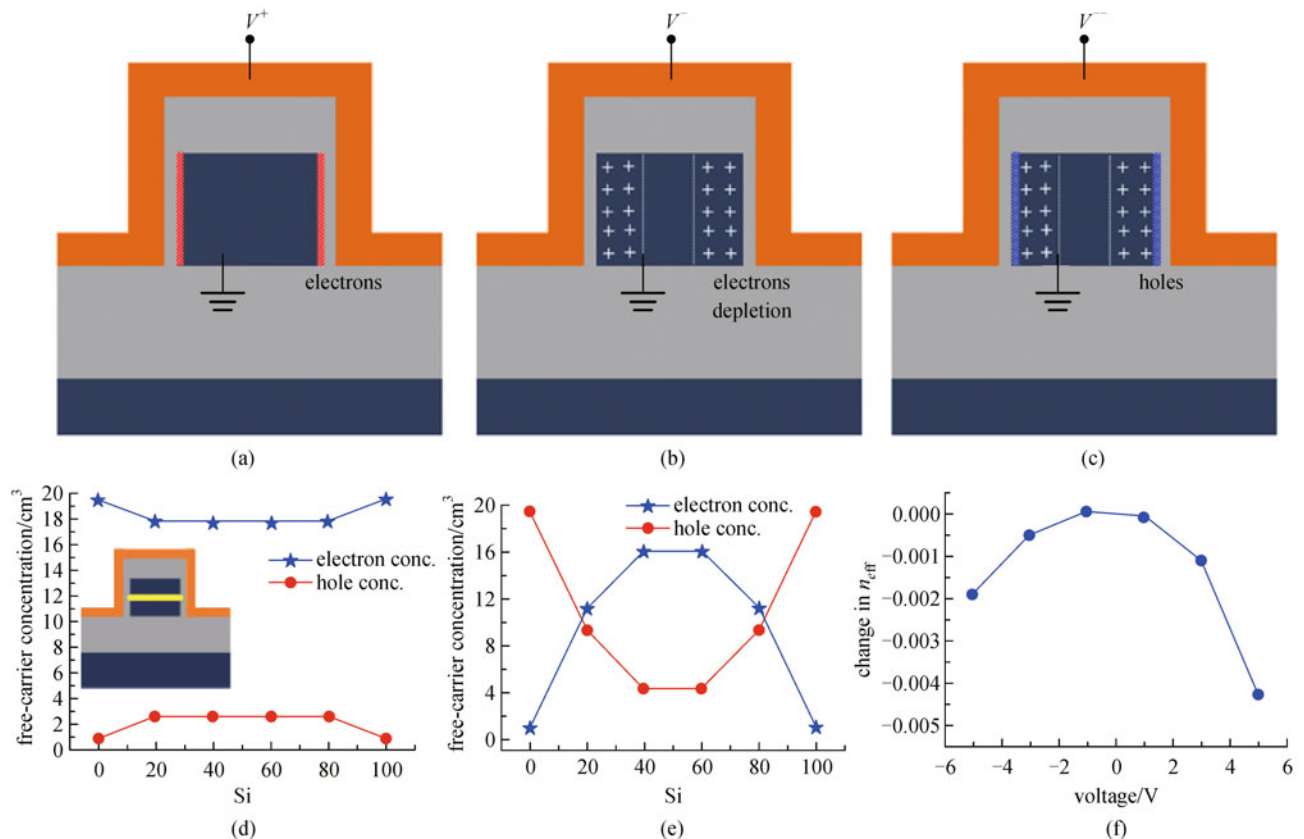 V⁺ V⁻ V⁻⁻
electrons
electrons
depletion
holes
(a) (b) (c)
free-carrier concentration/cm³
20
18
16
14
12
10
8
6
4
2
0
electron conc.
hole conc.
0 20 40 60 80 100
Si
(d)
free-carrier concentration/cm³
20
16
12
8
4
0
electron conc.
hole conc.
0 20 40 60 80 100
Si
(e)
change in n_eff
0.000
−0.001
−0.002
−0.003
−0.004
−0.005
−6 −4 −2 0 2 4 6
voltage/V
(f)